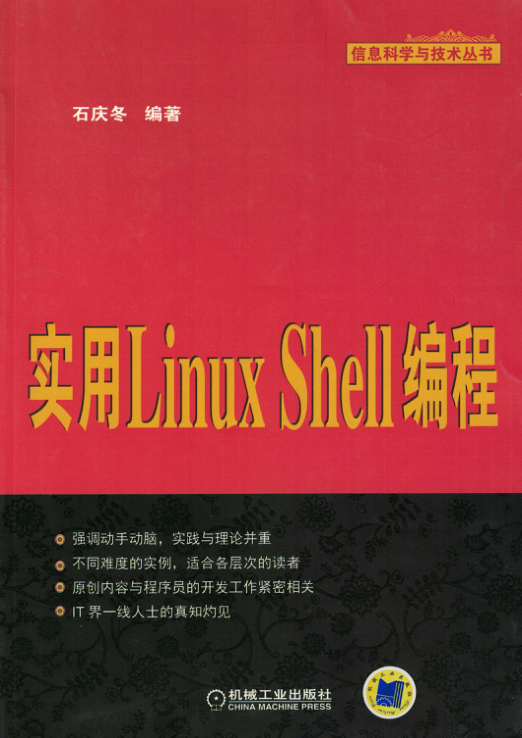 信息科学与技术丛书
石庆冬 编著
实用Linux Shell编程
强调动手动脑，实践与理论并重
不同难度的实例，适合各层次的读者
原创内容与程序员的开发工作紧密相关
IT 界一线人士的真知灼见
机械工业出版社
CHINA MACHINE PRESS